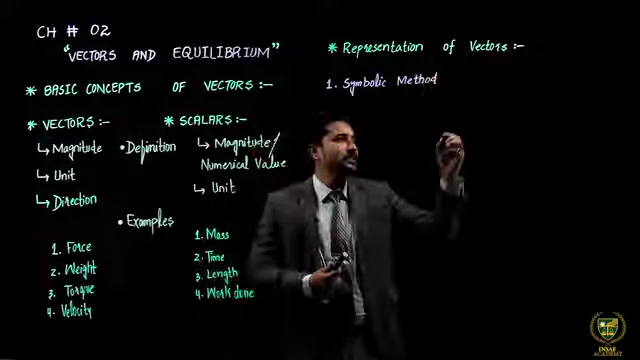 CH # 02
"VECTORS AND EQUILIBRIUM"
* BASIC CONCEPTS OF VECTORS :-
* VECTORS :-
↳ Magnitude
↳ Unit
↳ Direction
• Definition
• Examples
1. Force
2. Weight
3. Torque
4. Velocity
* SCALARS :-
↳ Magnitude /
Numerical Value
↳ Unit
1. Mass
2. Time
3. Length
4. Work done
* Representation of Vectors :-
1. Symbolic Method
INSAF
ACADEMY